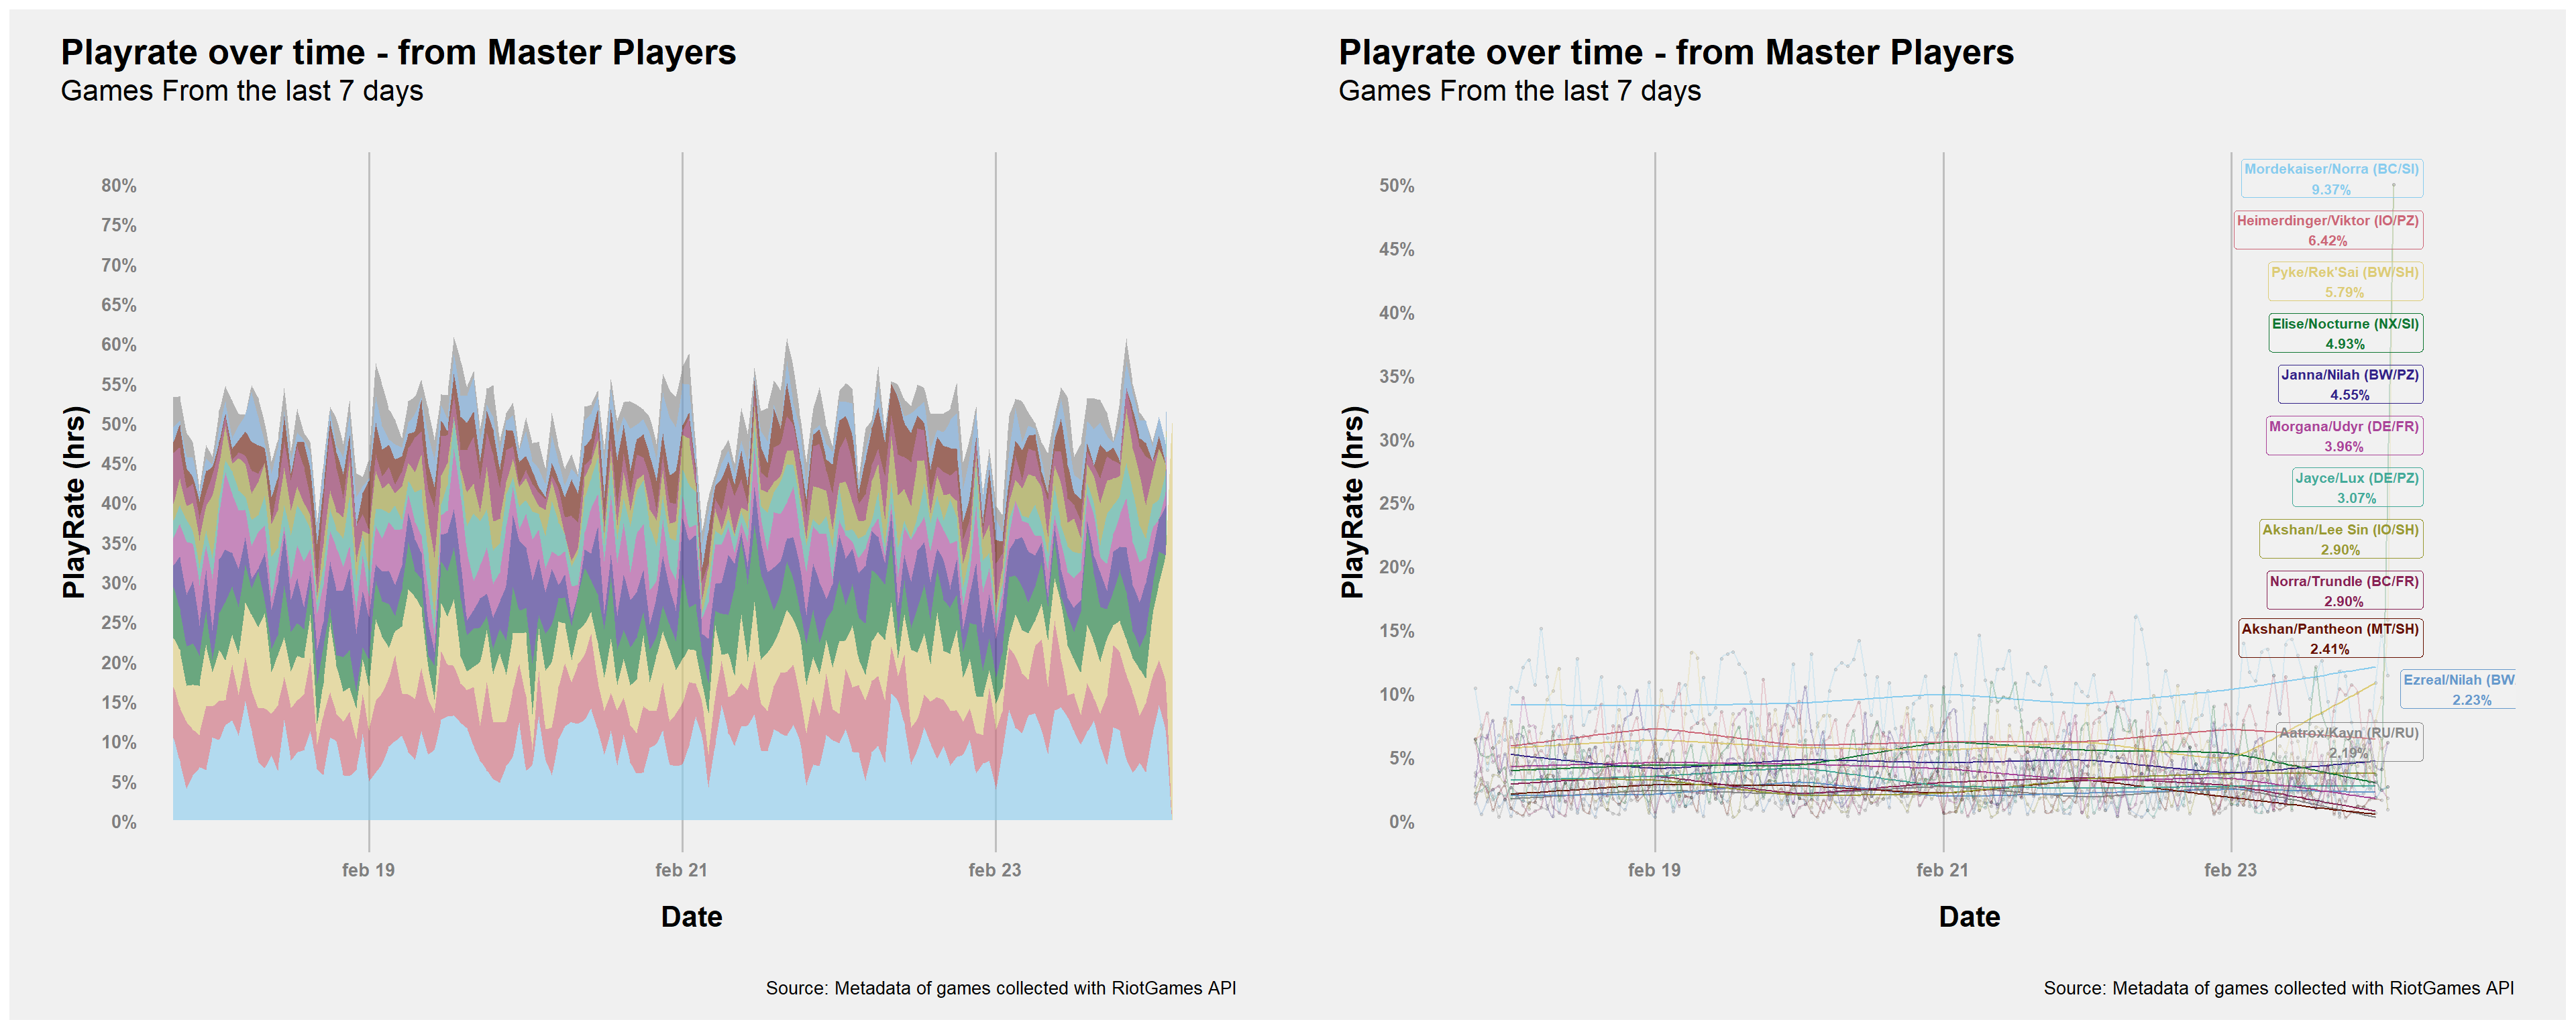 Playrate over time - from Master Players
Games From the last 7 days
80%
75%
70%
65%
60%
55%
50%
45%
40%
35%
30%
25%
20%
15%
10%
5%
0%
PlayRate (hrs)
feb 19
feb 21
feb 23
Date
Source: Metadata of games collected with RiotGames API
Playrate over time - from Master Players
Games From the last 7 days
50%
45%
40%
35%
30%
25%
20%
15%
10%
5%
0%
PlayRate (hrs)
Mordekaiser/Norra (BC/SI)
9.37%
Heimerdinger/Viktor (IO/PZ)
6.42%
Pyke/Rek'Sai (BW/SH)
5.79%
Elise/Nocturne (NX/SI)
4.93%
Janna/Nilah (BW/PZ)
4.55%
Morgana/Udyr (DE/FR)
3.96%
Jayce/Lux (DE/PZ)
3.07%
Akshan/Lee Sin (IO/SH)
2.90%
Norra/Trundle (BC/FR)
2.90%
Akshan/Pantheon (MT/SH)
2.41%
Ezreal/Nilah (BW
2.23%
Aatrox/Kayn (RU/RU)
2.19%
feb 19
feb 21
feb 23
Date
Source: Metadata of games collected with RiotGames API